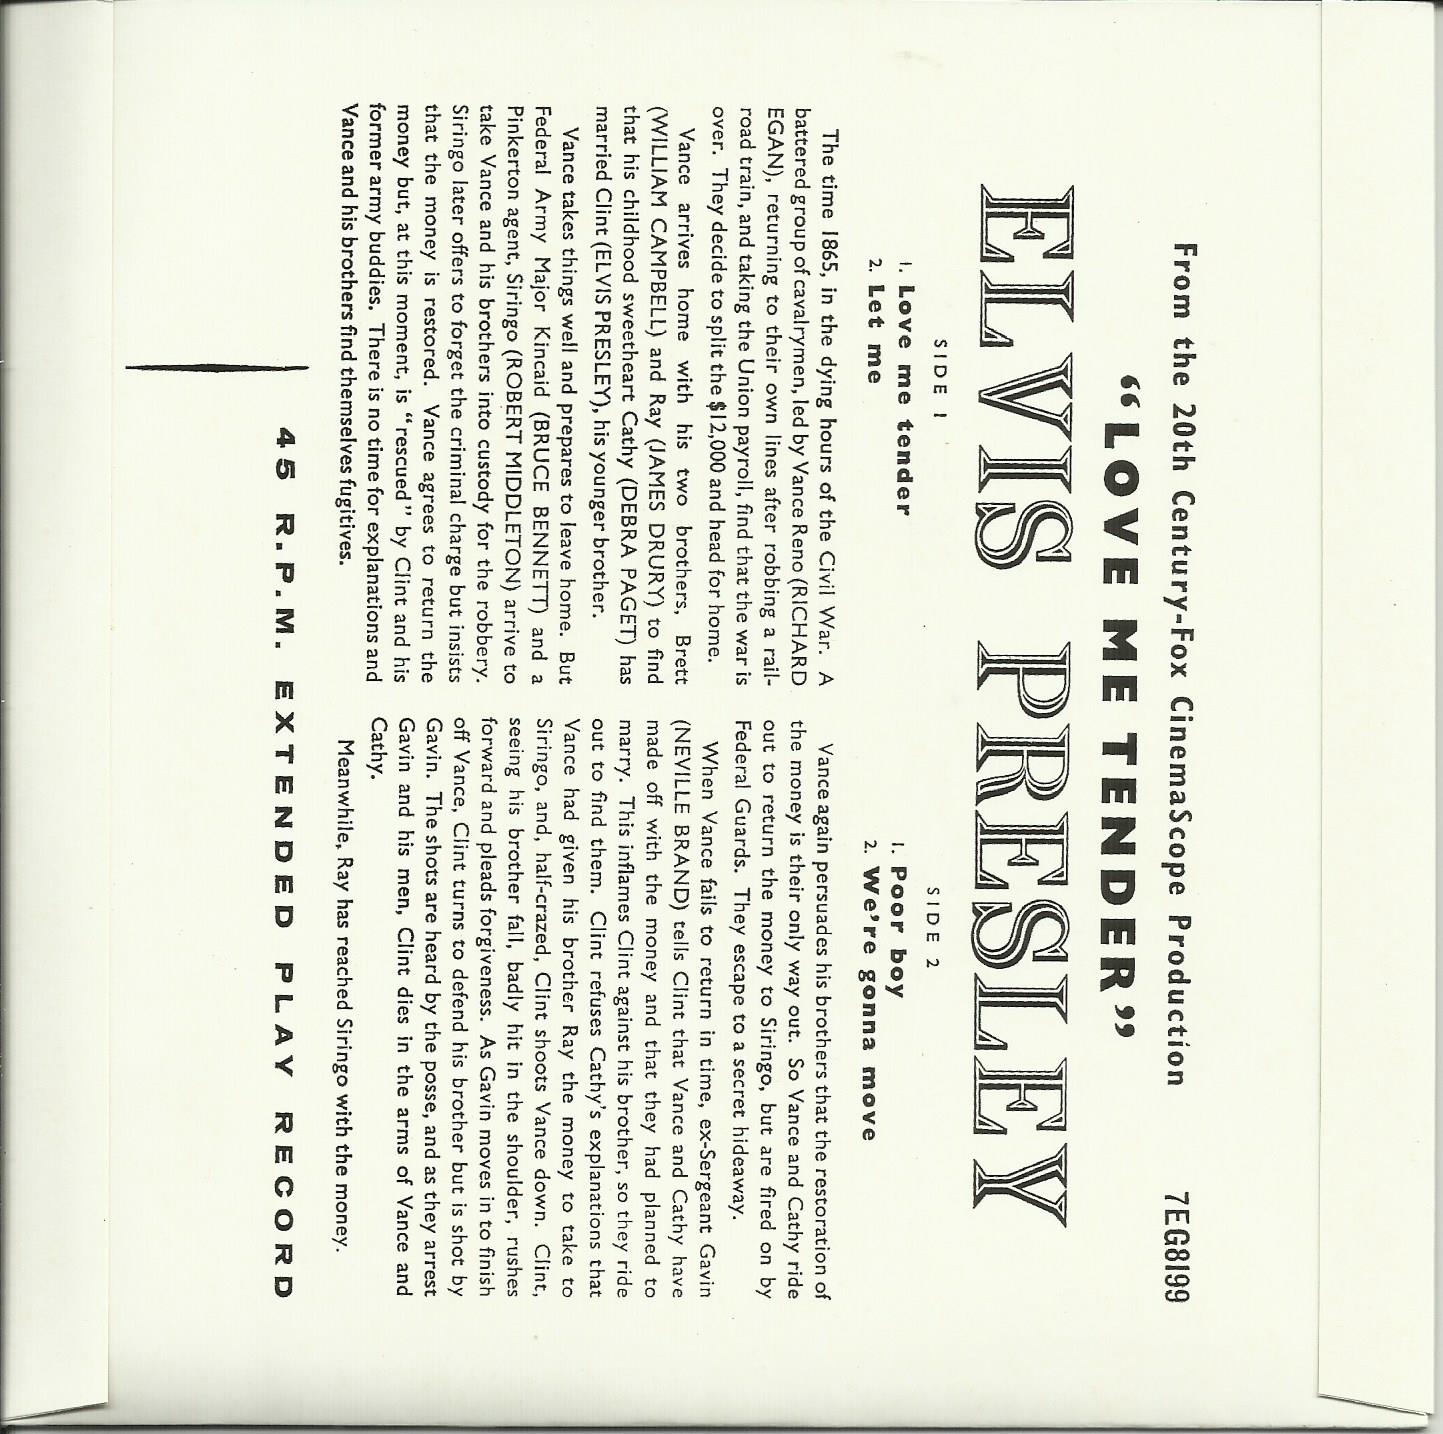 From the 20th Century-Fox CinemaScope Production 7EG8199
“LOVE ME TENDER”
ELVIS PRESLEY
SIDE 1
1. Love me tender
2. Let me
SIDE 2
1. Poor boy
2. We're gonna move
The time 1865, in the dying hours of the Civil War. A
battered group of cavalrymen, led by Vance Reno (RICHARD
EGAN), returning to their own lines after robbing a rail-
road train, and taking the Union payroll, find that the war is
over. They decide to split the $12,000 and head for home.
Vance arrives home with his two brothers, Brett
(WILLIAM CAMPBELL) and Ray (JAMES DRURY) to find
that his childhood sweetheart Cathy (DEBRA PAGET) has
married Clint (ELVIS PRESLEY), his younger brother.
Vance takes things well and prepares to leave home. But
Federal Army Major Kincaid (BRUCE BENNETT) and a
Pinkerton agent, Siringo (ROBERT MIDDLETON) arrive to
take Vance and his brothers into custody for the robbery.
Siringo later offers to forget the criminal charge but insists
that the money is restored. Vance agrees to return the
money but, at this moment, is “rescued” by Clint and his
former army buddies. There is no time for explanations and
Vance and his brothers find themselves fugitives.
Vance again persuades his brothers that the restoration of
the money is their only way out. So Vance and Cathy ride
out to return the money to Siringo, but are fired on by
Federal Guards. They escape to a secret hideaway.
When Vance fails to return in time, ex-Sergeant Gavin
(NEVILLE BRAND) tells Clint that Vance and Cathy have
made off with the money and that they had planned to
marry. This inflames Clint against his brother, so they ride
out to find them. Clint refuses Cathy's explanations that
Vance had given his brother Ray the money to take to
Siringo, and, half-crazed, Clint shoots Vance down. Clint,
seeing his brother fall, badly hit in the shoulder, rushes
forward and pleads forgiveness. As Gavin moves in to finish
off Vance, Clint turns to defend his brother but is shot by
Gavin. The shots are heard by the posse, and as they arrest
Gavin and his men, Clint dies in the arms of Vance and
Cathy.
Meanwhile, Ray has reached Siringo with the money.
45 R.P.M. EXTENDED PLAY RECORD